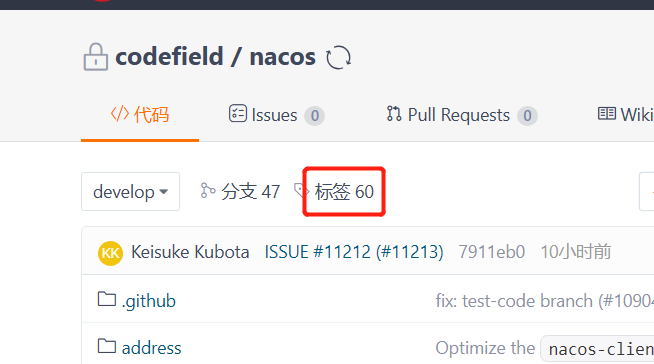 codefield / nacos
代码 Issues 0 Pull Requests 0 Wiki
develop 分支 47 标签 60
KK Keisuke Kubota ISSUE #11212 (#11213) 7911eb0 10小时前
.github fix: test-code branch (#1090
address Optimize the nacos-clien